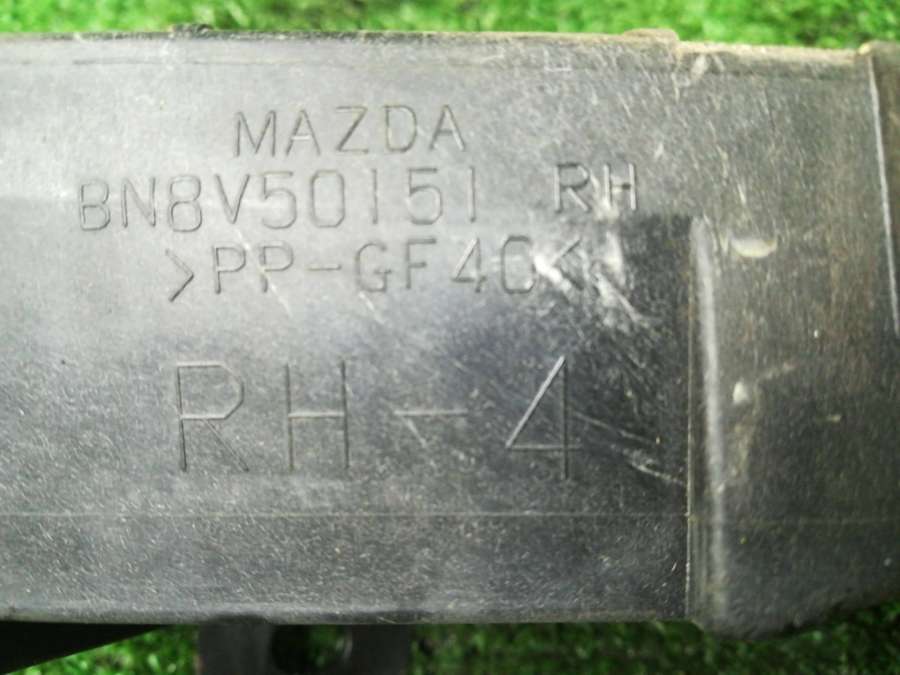 MAZDA
BN8V50151 RH
>PP-GF40<
RH-4